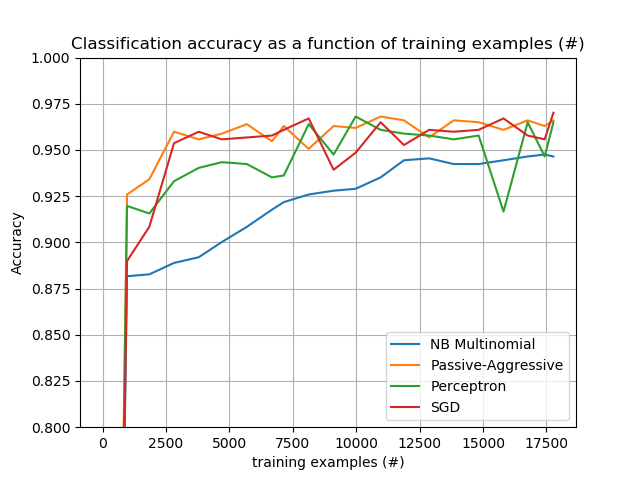 Classification accuracy as a function of training examples (#)
1.000
0.975
0.950
0.925
0.900
0.875
0.850
0.825
0.800
Accuracy
NB Multinomial
Passive-Aggressive
Perceptron
SGD
0 2500 5000 7500 10000 12500 15000 17500
training examples (#)